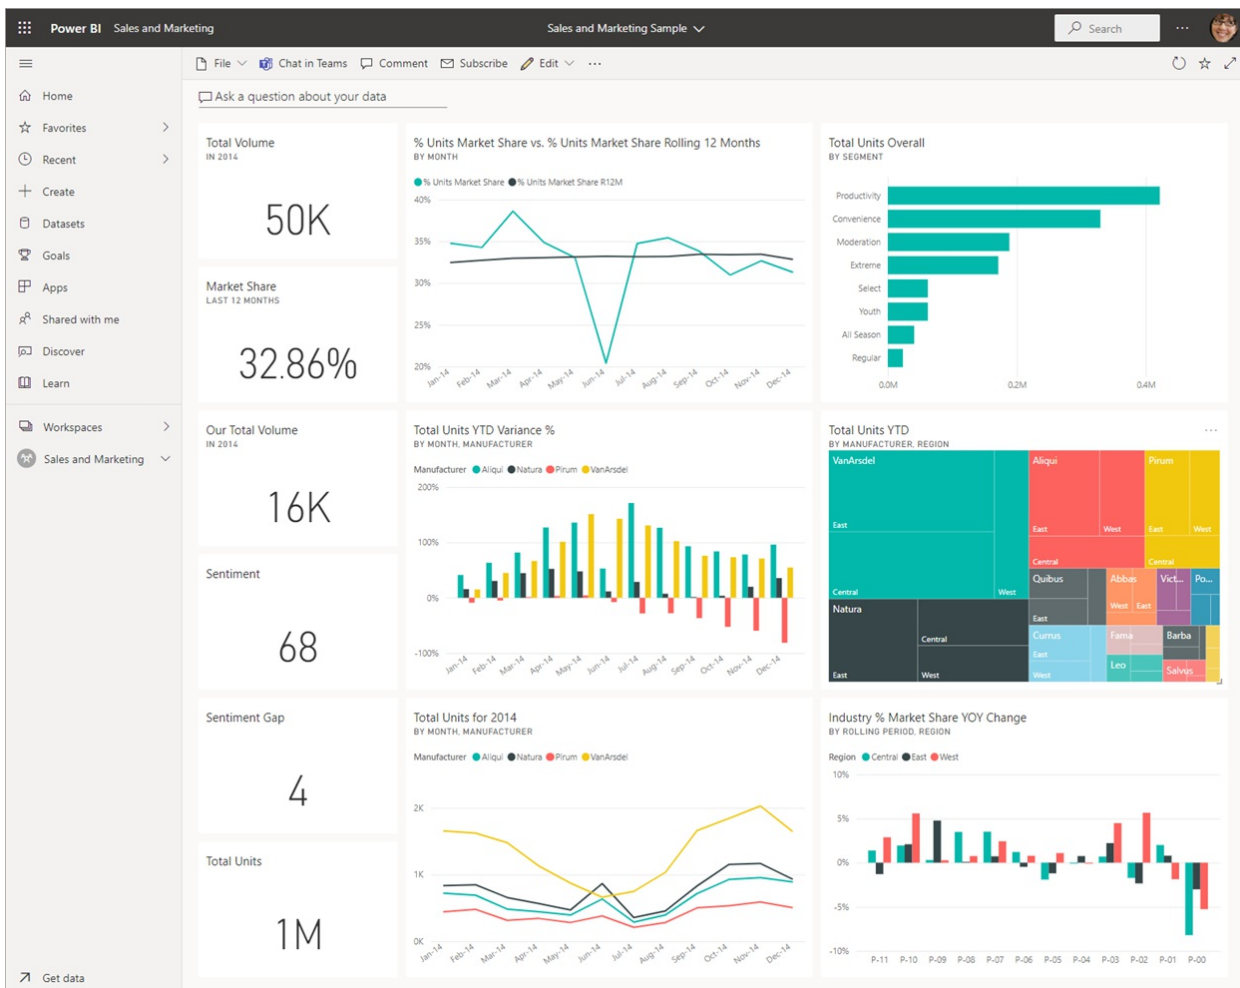 Power BI Sales and Marketing
Sales and Marketing Sample
Search
File Chat in Teams Comment Subscribe Edit
Home
Favorites
Recent
Create
Datasets
Goals
Apps
Shared with me
Discover
Learn
Workspaces
Sales and Marketing
Get data
Ask a question about your data
Total Volume
IN 2014
50K
Market Share
LAST 12 MONTHS
32.86%
Our Total Volume
IN 2014
16K
Sentiment
68
Sentiment Gap
4
Total Units
1M
% Units Market Share vs. % Units Market Share Rolling 12 Months
BY MONTH
% Units Market Share % Units Market Share R12M
40%
35%
30%
25%
20%
Jan-14 Feb-14 Mar-14 Apr-14 May-14 Jun-14 Jul-14 Aug-14 Sep-14 Oct-14 Nov-14 Dec-14
Total Units Overall
BY SEGMENT
Productivity
Convenience
Moderation
Extreme
Select
Youth
All Season
Regular
0.0M 0.2M 0.4M
Total Units YTD Variance %
BY MONTH, MANUFACTURER
Manufacturer Aliqui Natura Pirum VanArsdel
200%
100%
0%
-100%
Jan-14 Feb-14 Mar-14 Apr-14 May-14 Jun-14 Jul-14 Aug-14 Sep-14 Oct-14 Nov-14 Dec-14
Total Units YTD
BY MANUFACTURER, REGION
VanArsdel Aliqui Pirum
East East West East West
Central Central
Central West
Quibus Abbas Vict... Po...
West East
East
Natura
Central
East West
Currus Fama Barba
East
Leo Salvus
West
Total Units for 2014
BY MONTH, MANUFACTURER
Manufacturer Aliqui Natura Pirum VanArsdel
2K
1K
0K
Jan-14 Feb-14 Mar-14 Apr-14 May-14 Jun-14 Jul-14 Aug-14 Sep-14 Oct-14 Nov-14 Dec-14
Industry % Market Share YOY Change
BY ROLLING PERIOD, REGION
Region Central East West
10%
5%
0%
-5%
-10%
P-11 P-10 P-09 P-08 P-07 P-06 P-05 P-04 P-03 P-02 P-01 P-00